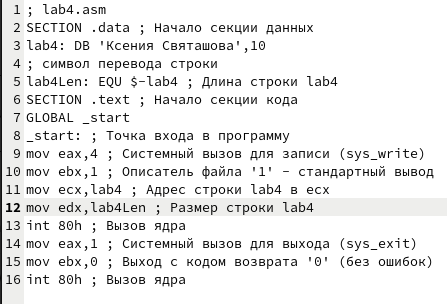 1 ; lab4.asm
2 SECTION .data ; Начало секции данных
3 lab4: DB 'Ксения Святашова',10
4 ; символ перевода строки
5 lab4Len: EQU $-lab4 ; Длина строки lab4
6 SECTION .text ; Начало секции кода
7 GLOBAL _start
8 _start: ; Точка входа в программу
9 mov eax,4 ; Системный вызов для записи (sys_write)
10 mov ebx,1 ; Описатель файла '1' - стандартный вывод
11 mov ecx,lab4 ; Адрес строки lab4 в ecx
12 mov edx,lab4Len ; Размер строки lab4
13 int 80h ; Вызов ядра
14 mov eax,1 ; Системный вызов для выхода (sys_exit)
15 mov ebx,0 ; Выход с кодом возврата '0' (без ошибок)
16 int 80h ; Вызов ядра